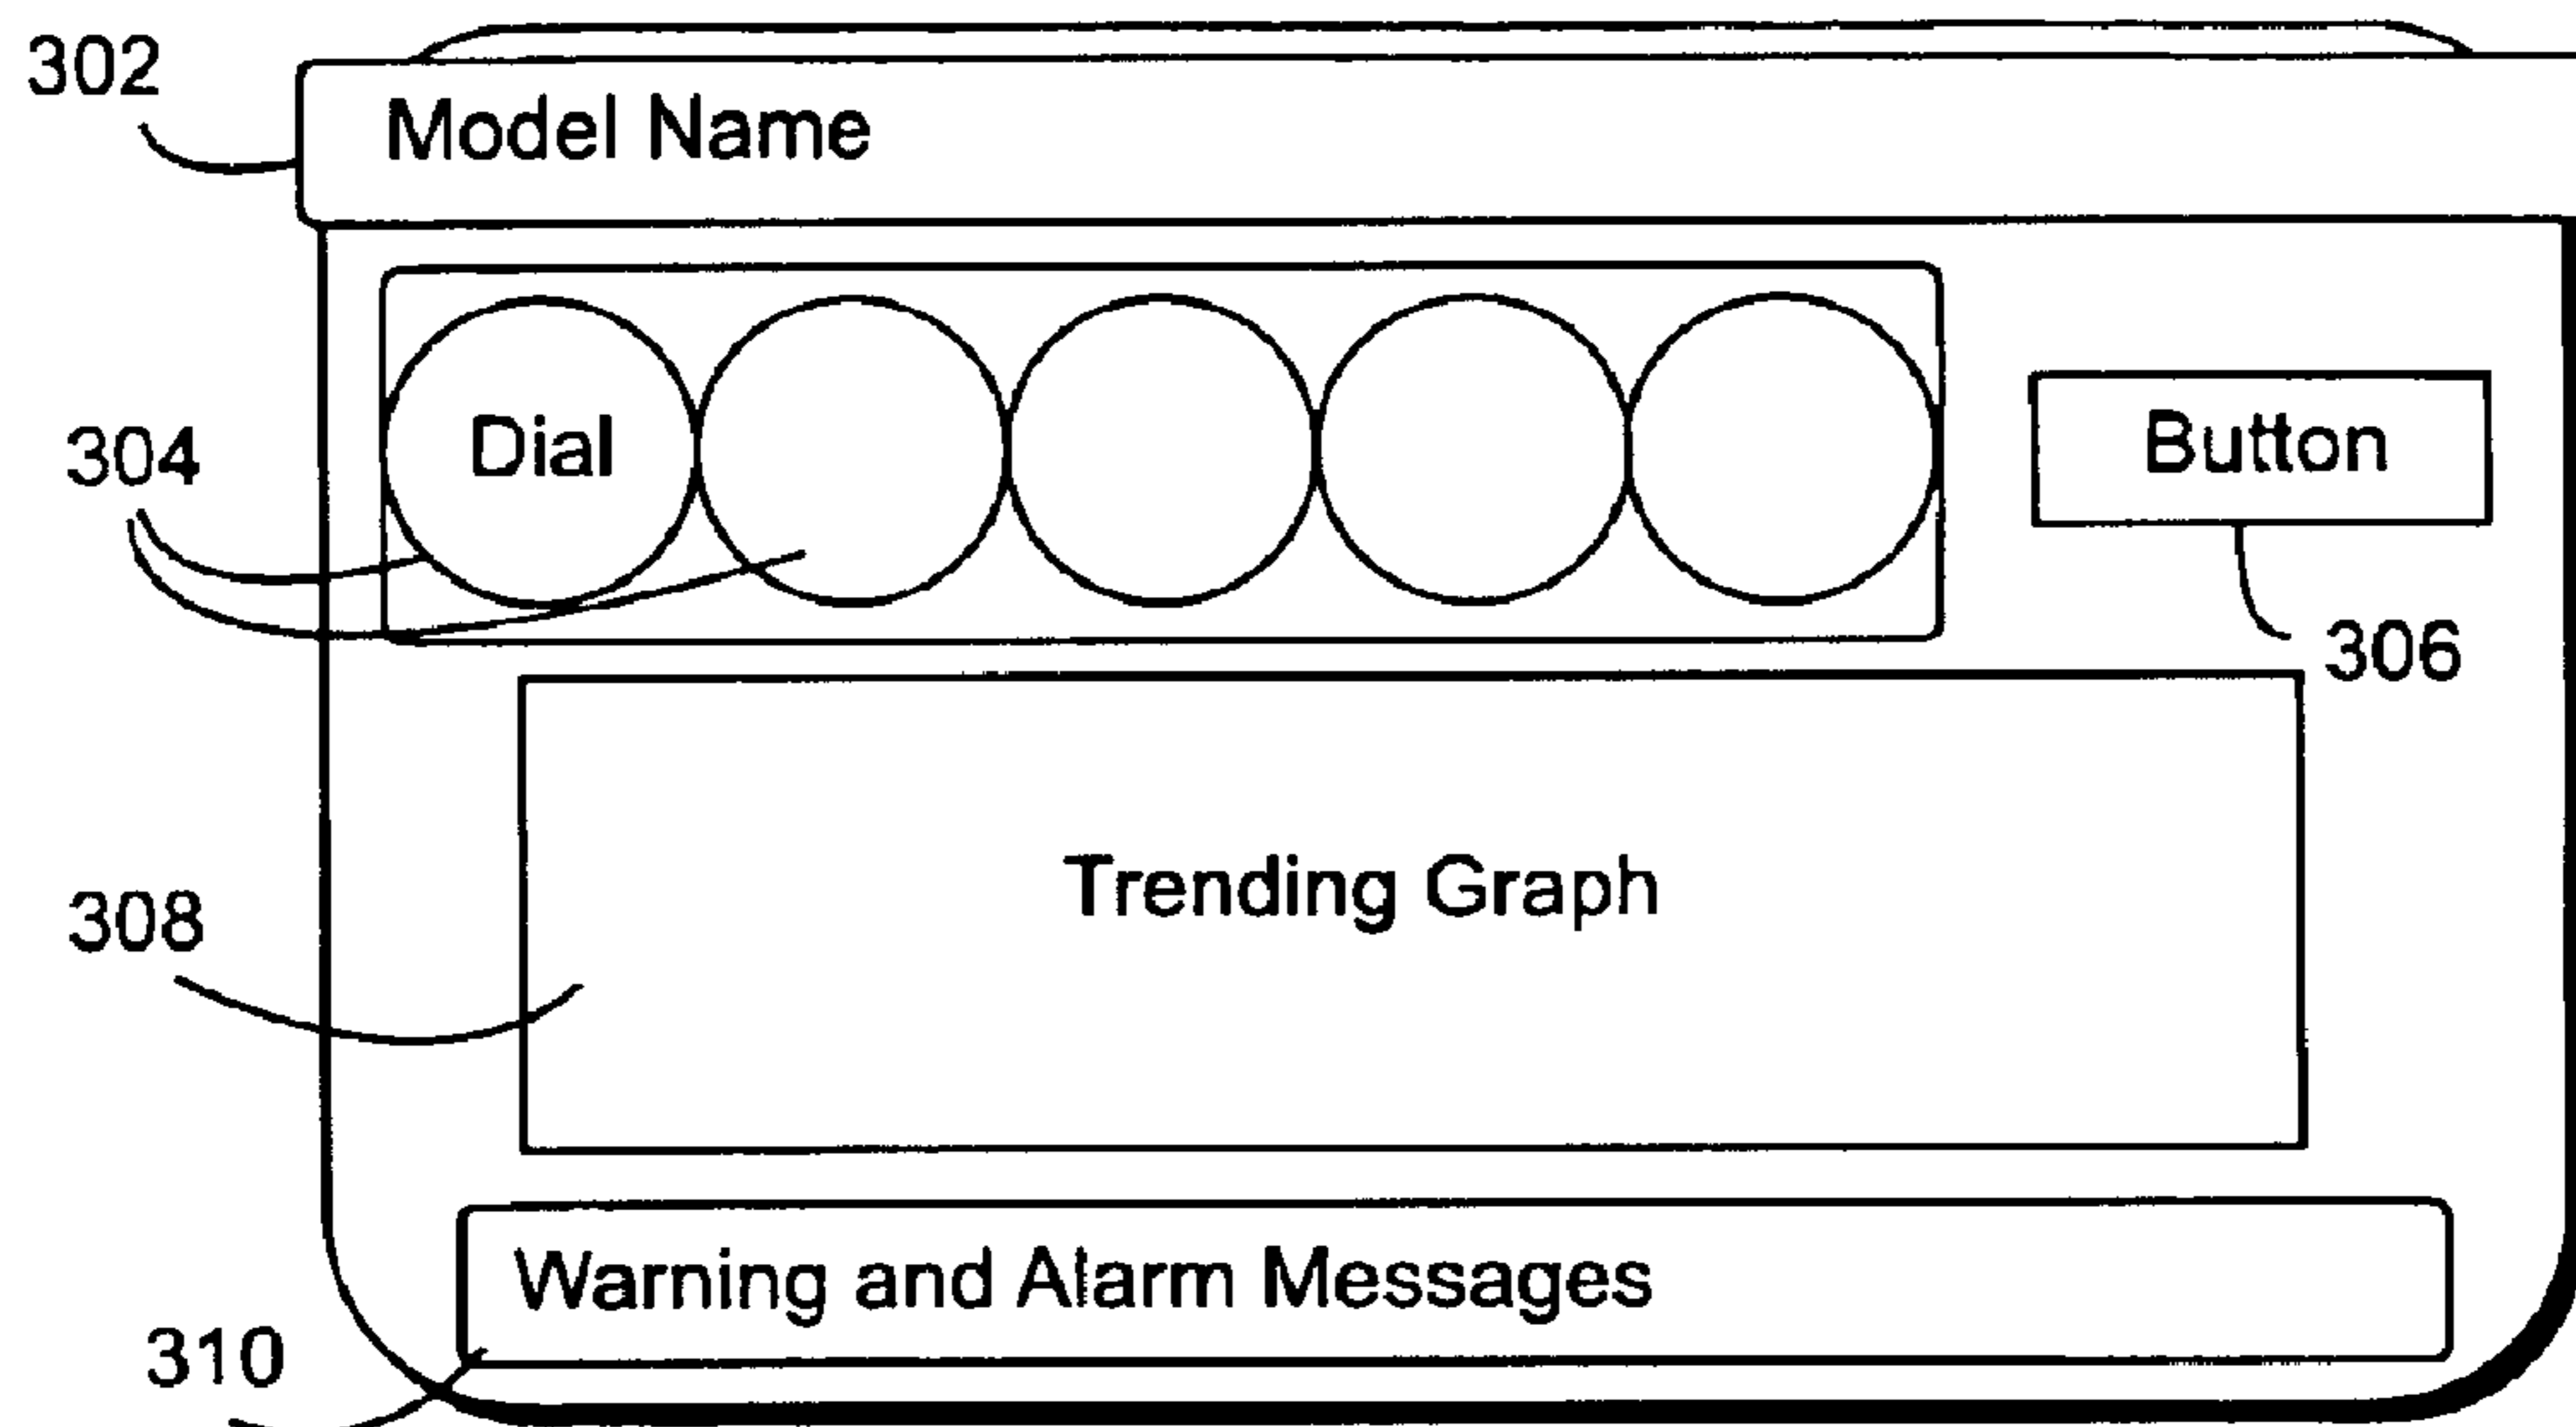 302
Model Name
304
Dial
Button
306
Trending Graph
308
Warning and Alarm Messages
310